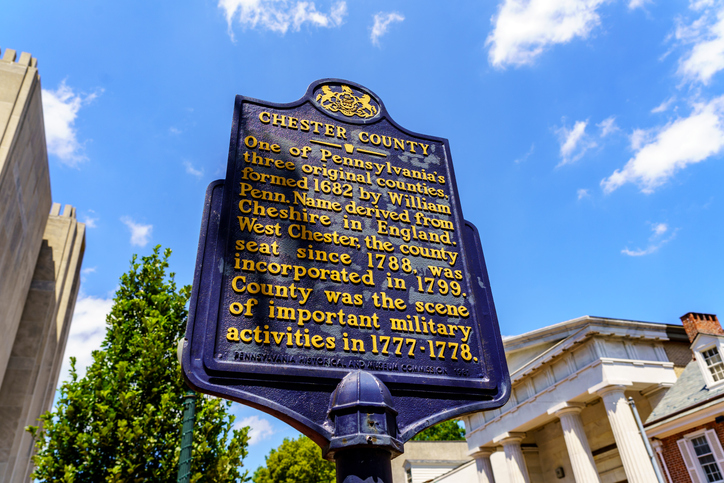 CHESTER COUNTY
One of Pennsylvania's
three original counties,
formed 1682 by William
Penn. Name derived from
Cheshire in England.
West Chester, the county
seat since 1788, was
incorporated in 1799.
County was the scene
of important military
activities in 1777-1778.
PENNSYLVANIA HISTORICAL AND MUSEUM COMMISSION